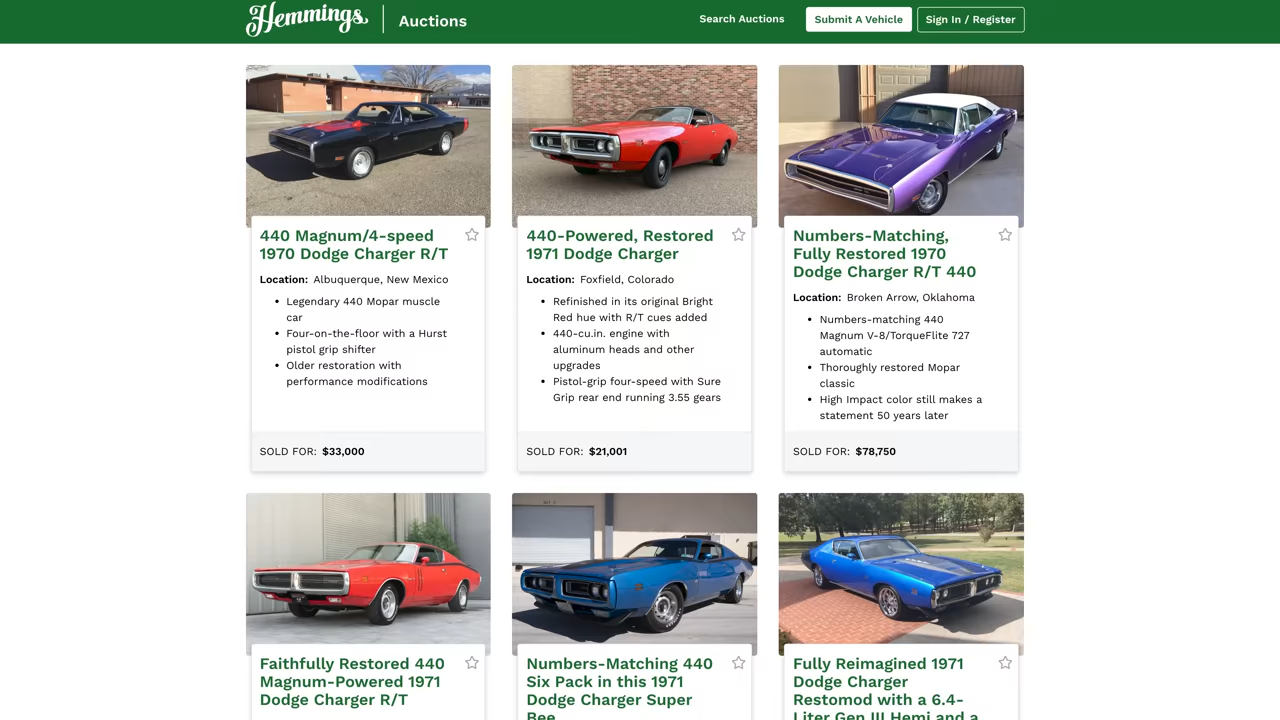 Hemmings
Auctions
Search Auctions
Submit A Vehicle
Sign In / Register
440 Magnum/4-speed
1970 Dodge Charger R/T
Location: Albuquerque, New Mexico
• Legendary 440 Mopar muscle
car
• Four-on-the-floor with a Hurst
pistol grip shifter
• Older restoration with
performance modifications
SOLD FOR: $33,000
440-Powered, Restored
1971 Dodge Charger
Location: Foxfield, Colorado
• Refinished in its original Bright
Red hue with R/T cues added
• 440-cu.in. engine with
aluminum heads and other
upgrades
• Pistol-grip four-speed with Sure
Grip rear end running 3.55 gears
SOLD FOR: $21,001
Numbers-Matching,
Fully Restored 1970
Dodge Charger R/T 440
Location: Broken Arrow, Oklahoma
• Numbers-matching 440
Magnum V-8/TorqueFlite 727
automatic
• Thoroughly restored Mopar
classic
• High Impact color still makes a
statement 50 years later
SOLD FOR: $78,750
Faithfully Restored 440
Magnum-Powered 1971
Dodge Charger R/T
Numbers-Matching 440
Six Pack in this 1971
Dodge Charger Super
Bee
Fully Reimagined 1971
Dodge Charger
Restomod with a 6.4-
Liter Gen III Hemi and a